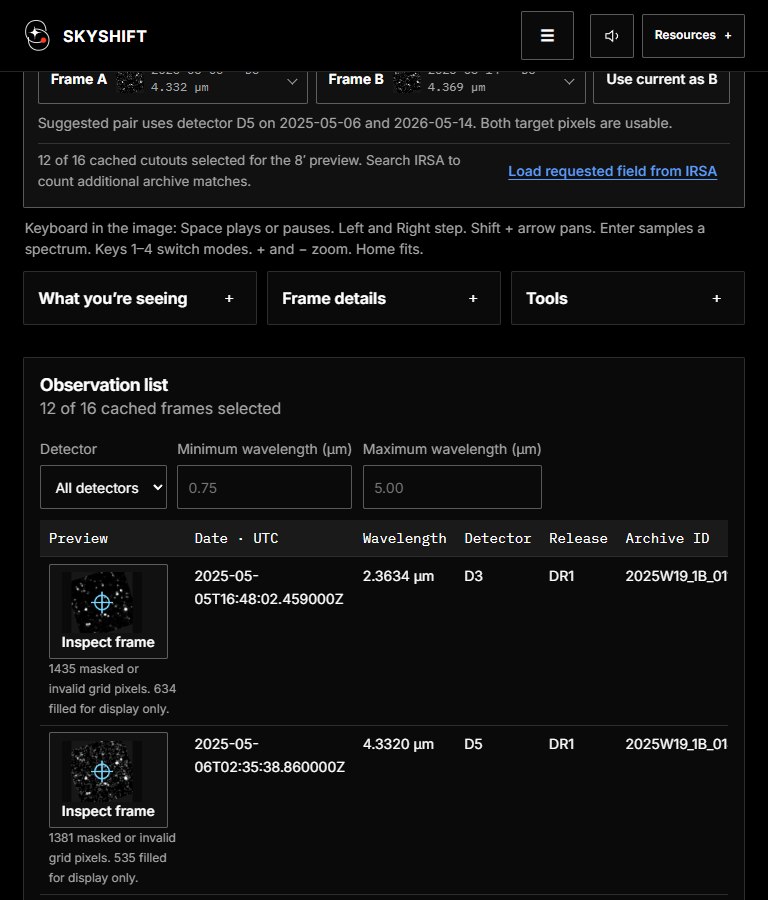 SKYSHIFT
☰
Resources +
Frame A
4.332 µm
Frame B
4.369 µm
Use current as B
Suggested pair uses detector D5 on 2025-05-06 and 2026-05-14. Both target pixels are usable.
12 of 16 cached cutouts selected for the 8′ preview. Search IRSA to
count additional archive matches.
Load requested field from IRSA
Keyboard in the image: Space plays or pauses. Left and Right step. Shift + arrow pans. Enter samples a
spectrum. Keys 1–4 switch modes. + and − zoom. Home fits.
What you’re seeing +
Frame details +
Tools +
Observation list
12 of 16 cached frames selected
Detector Minimum wavelength (µm) Maximum wavelength (µm)
All detectors 0.75 5.00
Preview Date · UTC Wavelength Detector Release Archive ID
2025-05-
05T16:48:02.459000Z
2.3634 µm D3 DR1 2025W19_1B_01
Inspect frame
1435 masked or
invalid grid pixels. 634
filled for display only.
2025-05-
06T02:35:38.860000Z
4.3320 µm D5 DR1 2025W19_1B_01
Inspect frame
1381 masked or invalid
grid pixels. 535 filled
for display only.